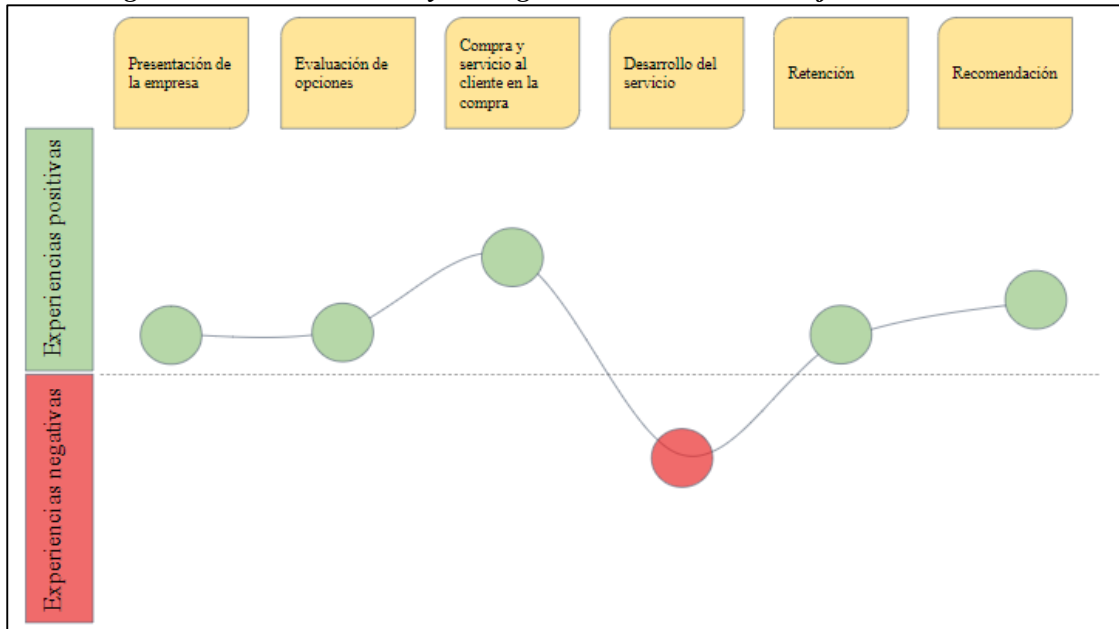 Presentación de
la empresa
Evaluación de
opciones
Compra y
servicio al
cliente en la
compra
Desarrollo del
servicio
Retención
Recomendación
Experiencias positivas
Experiencias negativas